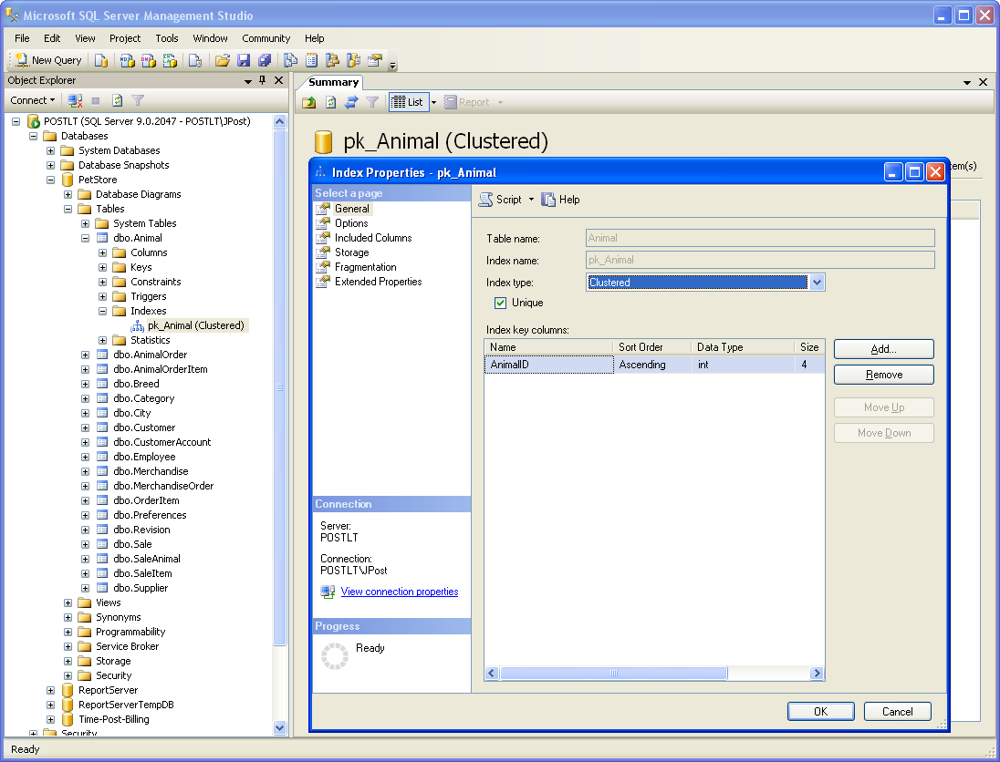 Microsoft SQL Server Management Studio
File Edit View Project Tools Window Community Help
New Query
Object Explorer
Connect
POSTLT (SQL Server 9.0.2047 - POSTLT\JPost)
Databases
System Databases
Database Snapshots
PetStore
Database Diagrams
Tables
System Tables
dbo.Animal
Columns
Keys
Constraints
Triggers
Indexes
pk_Animal (Clustered)
Statistics
dbo.AnimalOrder
dbo.AnimalOrderItem
dbo.Breed
dbo.Category
dbo.City
dbo.Customer
dbo.CustomerAccount
dbo.Employee
dbo.Merchandise
dbo.MerchandiseOrder
dbo.OrderItem
dbo.Preferences
dbo.Revision
dbo.Sale
dbo.SaleAnimal
dbo.SaleItem
dbo.Supplier
Views
Synonyms
Programmability
Service Broker
Storage
Security
ReportServer
ReportServerTempDB
Time-Post-Billing
Security
Summary
List Report
pk_Animal (Clustered)
tem(s)
Index Properties - pk_Animal
Select a page
General
Options
Included Columns
Storage
Fragmentation
Extended Properties
Connection
Server:
POSTLT
Connection:
POSTLT\JPost
View connection properties
Progress
Ready
Script Help
Table name: Animal
Index name: pk_Animal
Index type: Clustered
Unique
Index key columns:
Name Sort Order Data Type Size
AnimalID Ascending int 4
Add...
Remove
Move Up
Move Down
OK Cancel
Ready